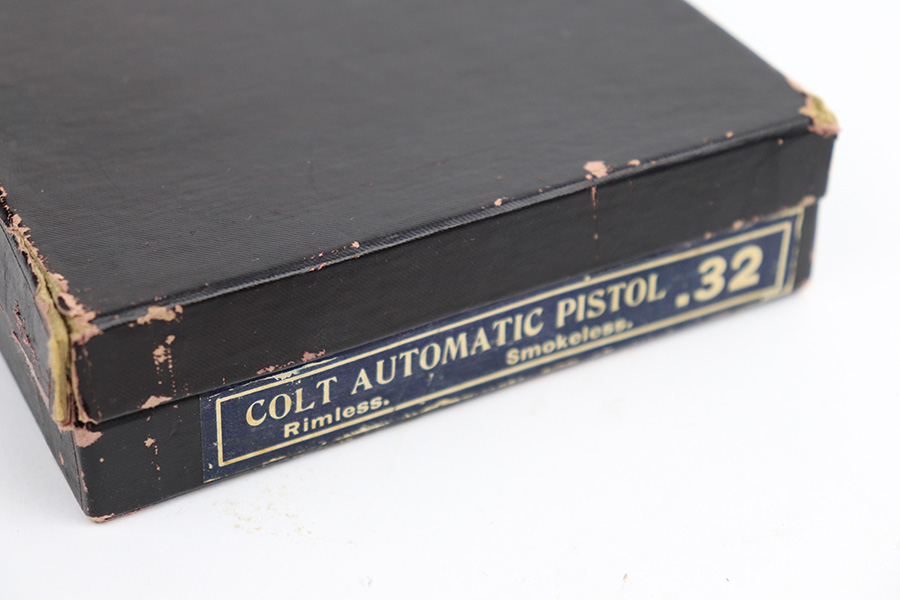 COLT AUTOMATIC PISTOL .32
Rimless. Smokeless.